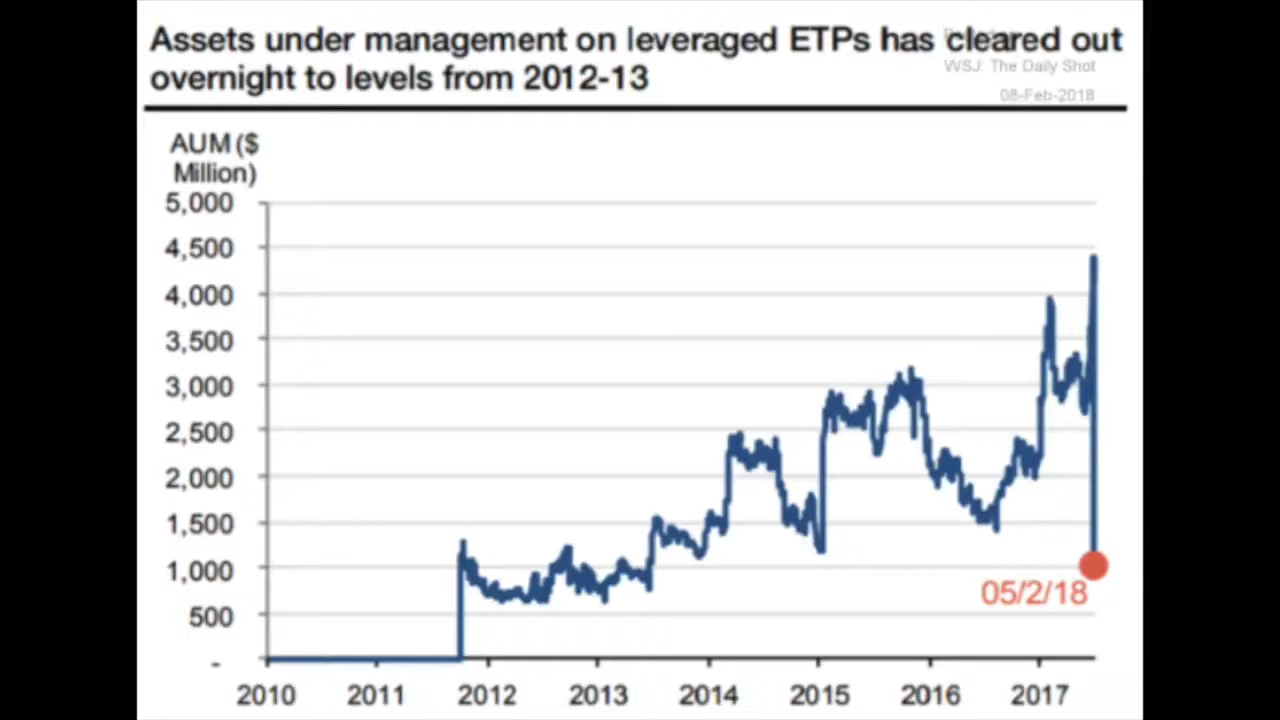 Assets under management on leveraged ETPs has cleared out
overnight to levels from 2012-13
WSJ: The Daily Shot
08-Feb-2018
AUM ($
Million)
5,000
4,500
4,000
3,500
3,000
2,500
2,000
1,500
1,000
500
-
05/2/18
2010 2011 2012 2013 2014 2015 2016 2017